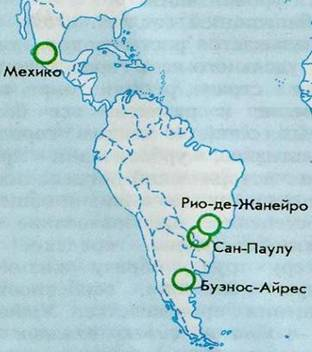 Мехико
Рио-де-Жанейро
Сан-Паулу
Буэнос-Айрес